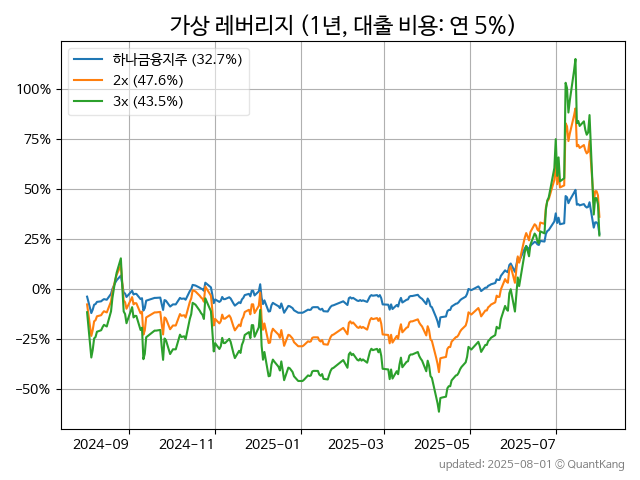 가상 레버리지 (1년, 대출 비용: 연 5%)
하나금융지주 (32.7%)
2x (47.6%)
3x (43.5%)
100%
75%
50%
25%
0%
−25%
−50%
2024-09 2024-11 2025-01 2025-03 2025-05 2025-07
updated: 2025-08-01 © QuantKang